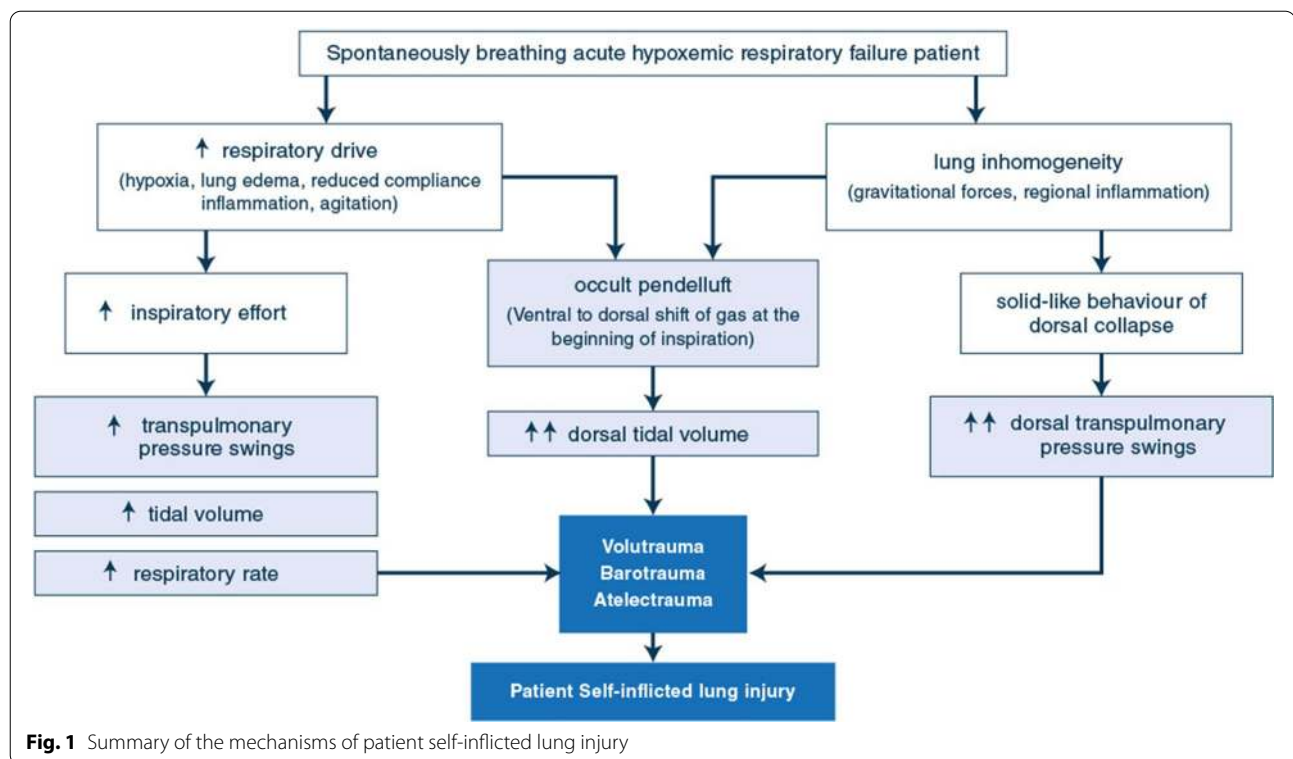 Spontaneously breathing acute hypoxemic respiratory failure patient
↑ respiratory drive
(hypoxia, lung edema, reduced compliance
inflammation, agitation)
lung inhomogeneity
(gravitational forces, regional inflammation)
↑ inspiratory effort
occult pendelluft
(Ventral to dorsal shift of gas at the
beginning of inspiration)
solid-like behaviour of
dorsal collapse
↑ transpulmonary
pressure swings
↑↑ dorsal tidal volume
↑↑ dorsal transpulmonary
pressure swings
↑ tidal volume
↑ respiratory rate
Volutrauma
Barotrauma
Atelectrauma
Patient Self-inflicted lung injury
Fig. 1 Summary of the mechanisms of patient self-inflicted lung injury